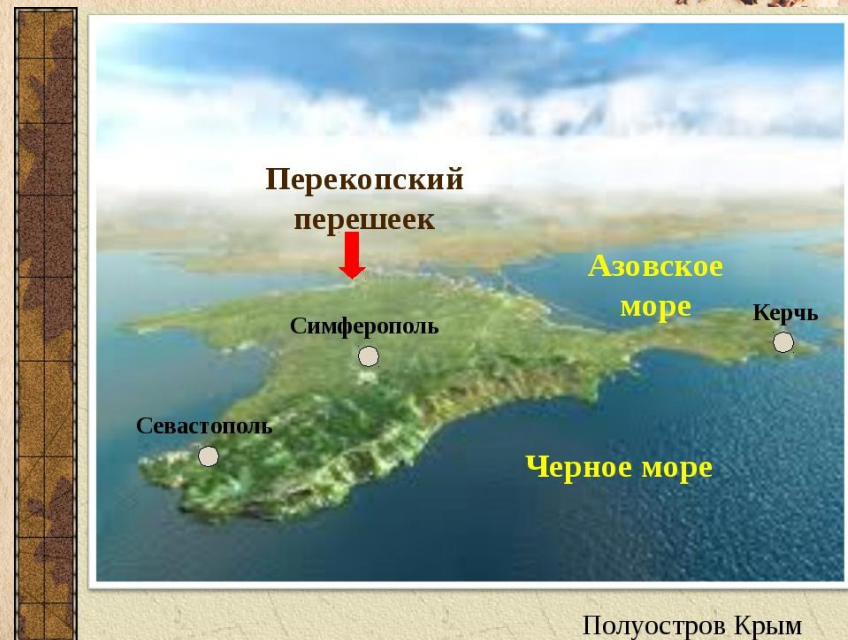 Перекопский
перешеек
Азовское
море
Керчь
Симферополь
Севастополь
Черное море
Полуостров Крым